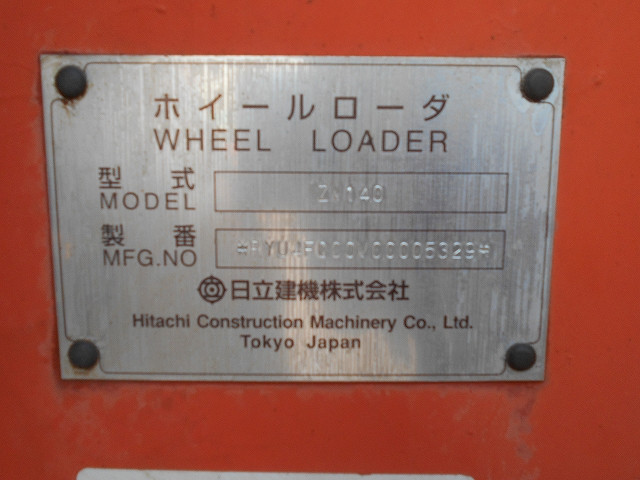 ホイールローダ
WHEEL LOADER
型式
MODEL
製番
MFG.NO
日立建機株式会社
Hitachi Construction Machinery Co., Ltd.
Tokyo Japan